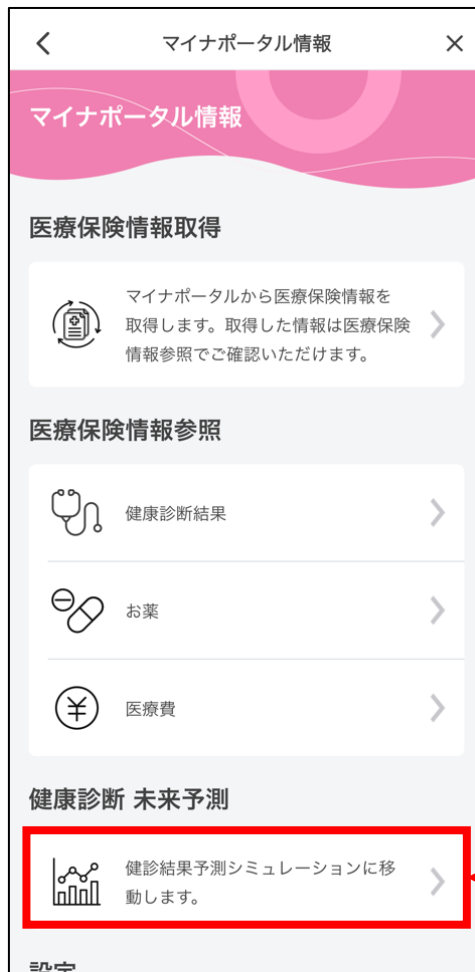 マイナポータル情報
マイナポータル情報
医療保険情報取得
マイナポータルから医療保険情報を
取得します。取得した情報は医療保険
情報参照でご確認いただけます。
医療保険情報参照
健康診断結果
お薬
医療費
健康診断 未来予測
健診結果予測シミュレーションに移
動します。
設定